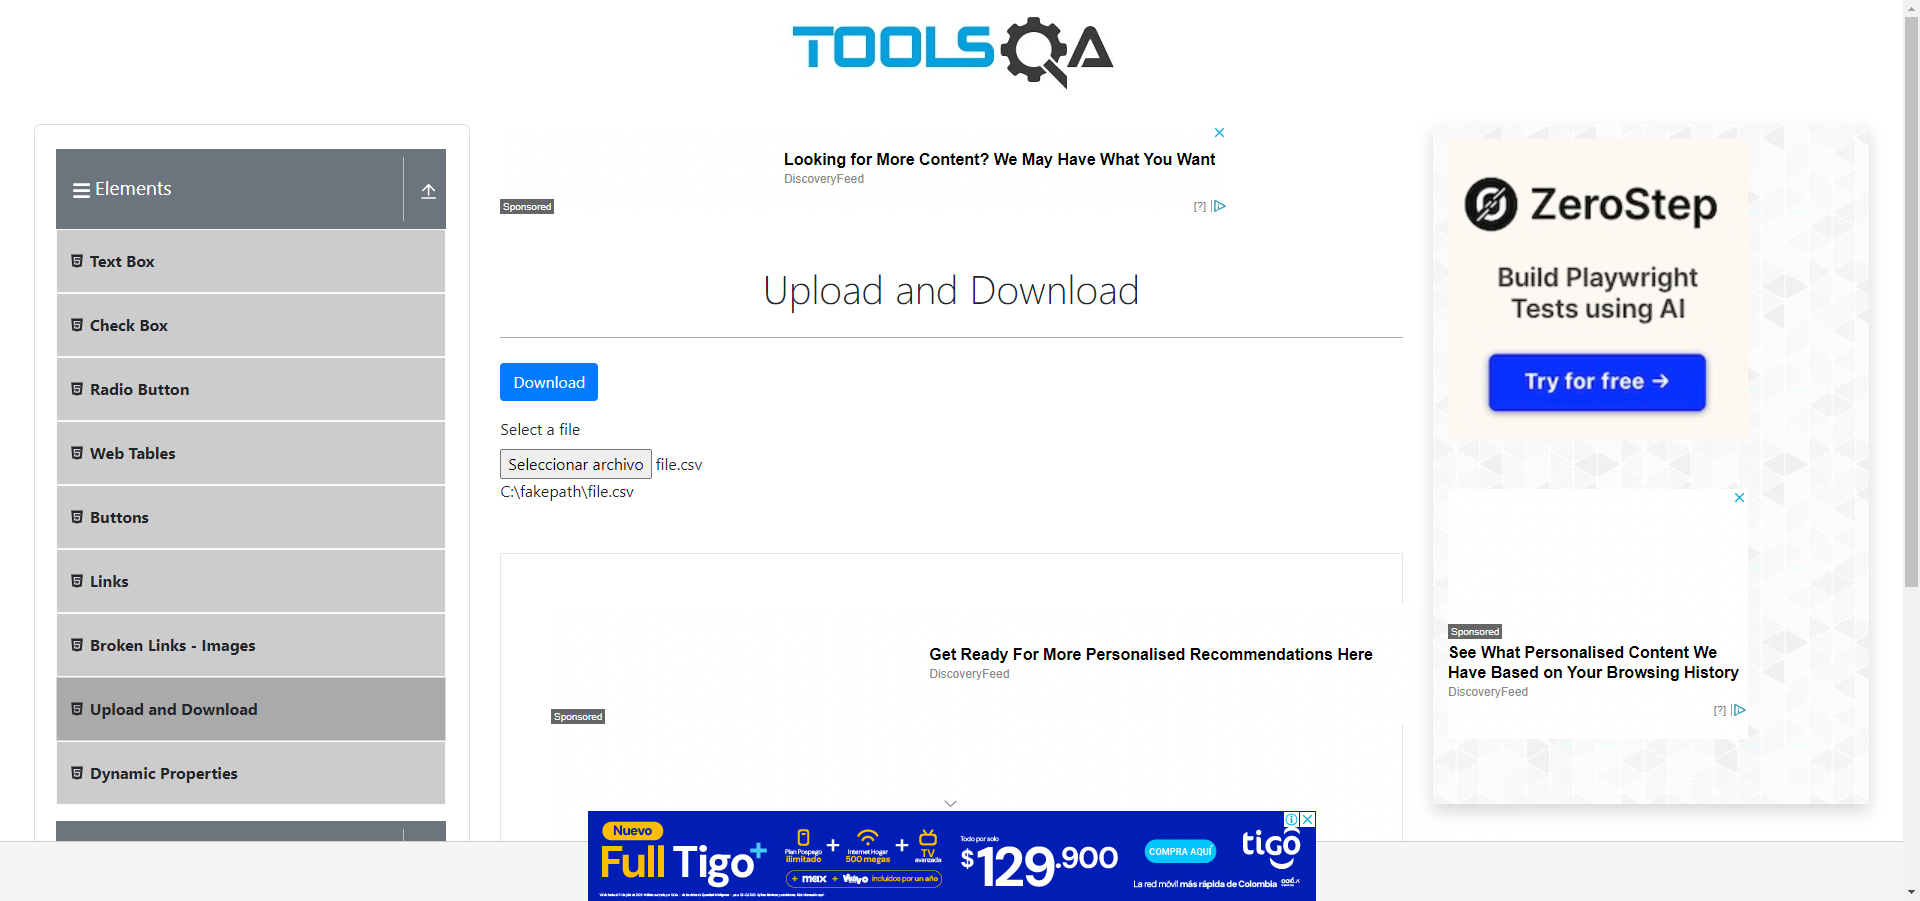 TOOLSQA
Elements
Text Box
Check Box
Radio Button
Web Tables
Buttons
Links
Broken Links - Images
Upload and Download
Dynamic Properties
Looking for More Content? We May Have What You Want
DiscoveryFeed
Sponsored
[?]
Upload and Download
Download
Select a file
Seleccionar archivo file.csv
C:\fakepath\file.csv
Get Ready For More Personalised Recommendations Here
DiscoveryFeed
Sponsored
ZeroStep
Build Playwright
Tests using AI
Try for free →
Sponsored
See What Personalised Content We
Have Based on Your Browsing History
DiscoveryFeed
[?]
Nuevo
Full Tigo+
Plan Pospago
ilimitado
+
Internet Hogar
500 megas
+
TV
avanzada
+ max + incluidos por un año
Todo por solo
$129.900
COMPRA AQUÍ
tigo
La red móvil más rápida de Colombia